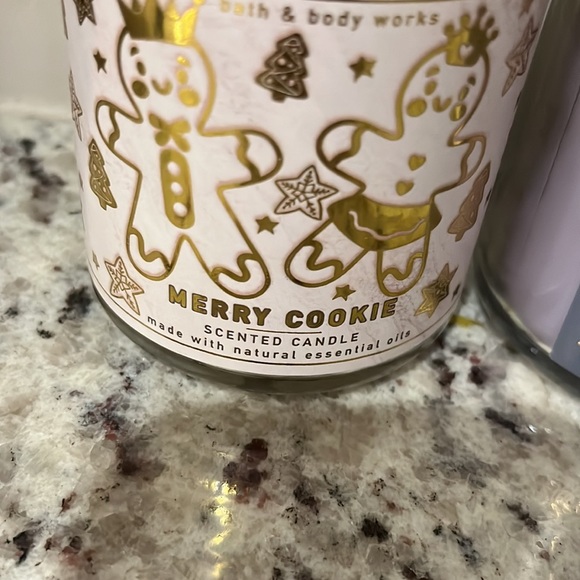 bath & body works
MERRY COOKIE
SCENTED CANDLE
made with natural essential oils